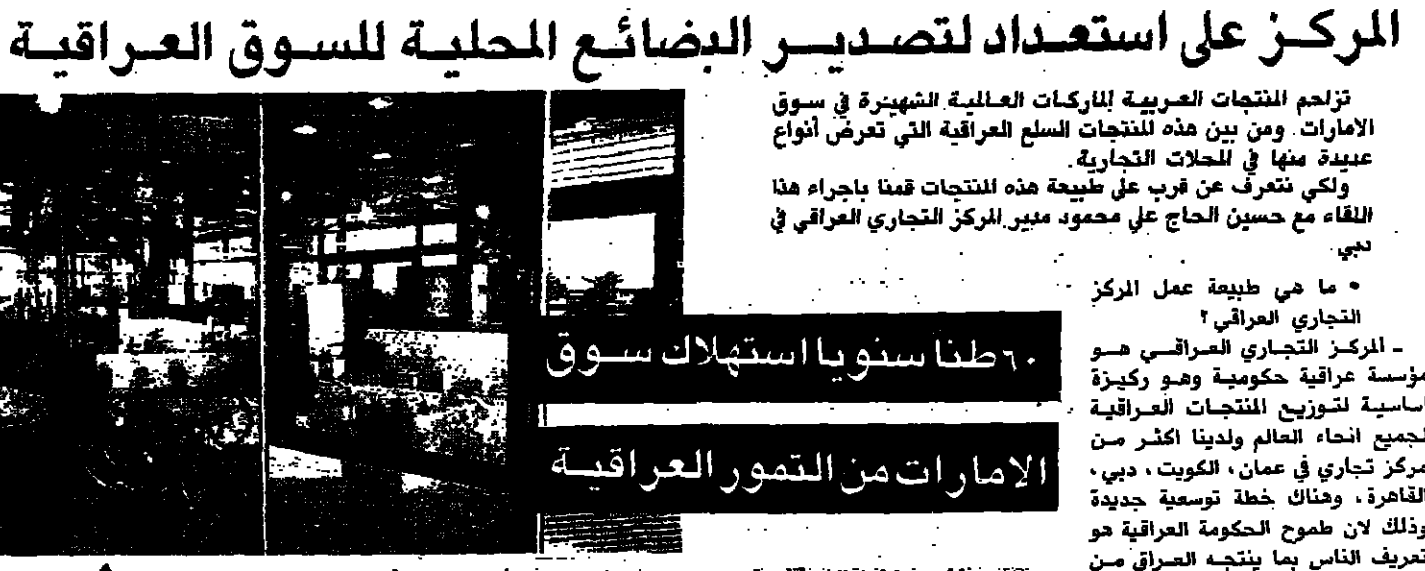 المركز على استعداد لتصدير البضائع المحلية للسوق العراقية
تزاحم المنتجات العربية الماركات العالمية الشهيرة في سوق
الامارات. ومن بين هذه المنتجات السلع العراقية التي تعرض أنواع
عديدة منها في المحلات التجارية.
ولكي نتعرف عن قرب على طبيعة هذه المنتجات قمنا باجراء هذا
اللقاء مع حسين الحاج علي محمود مدير المركز التجاري العراقي في
دبي.
• ما هي طبيعة عمل المركز
التجاري العراقي؟
ـ المركز التجاري العراقي هو
مؤسسة عراقية حكومية وهو ركيزة
اساسية لتوزيع المنتجات العراقية
لجميع انحاء العالم ولدينا اكثر من
مركز تجاري في عمان، الكويت، دبي،
القاهرة، وهناك خطة توسعية جديدة
وذلك لان طموح الحكومة العراقية هو
تعريف الناس بما ينتجه العراق من
٦٠ طنا سنويا استهلاك سوق
الامارات من التمور العراقية